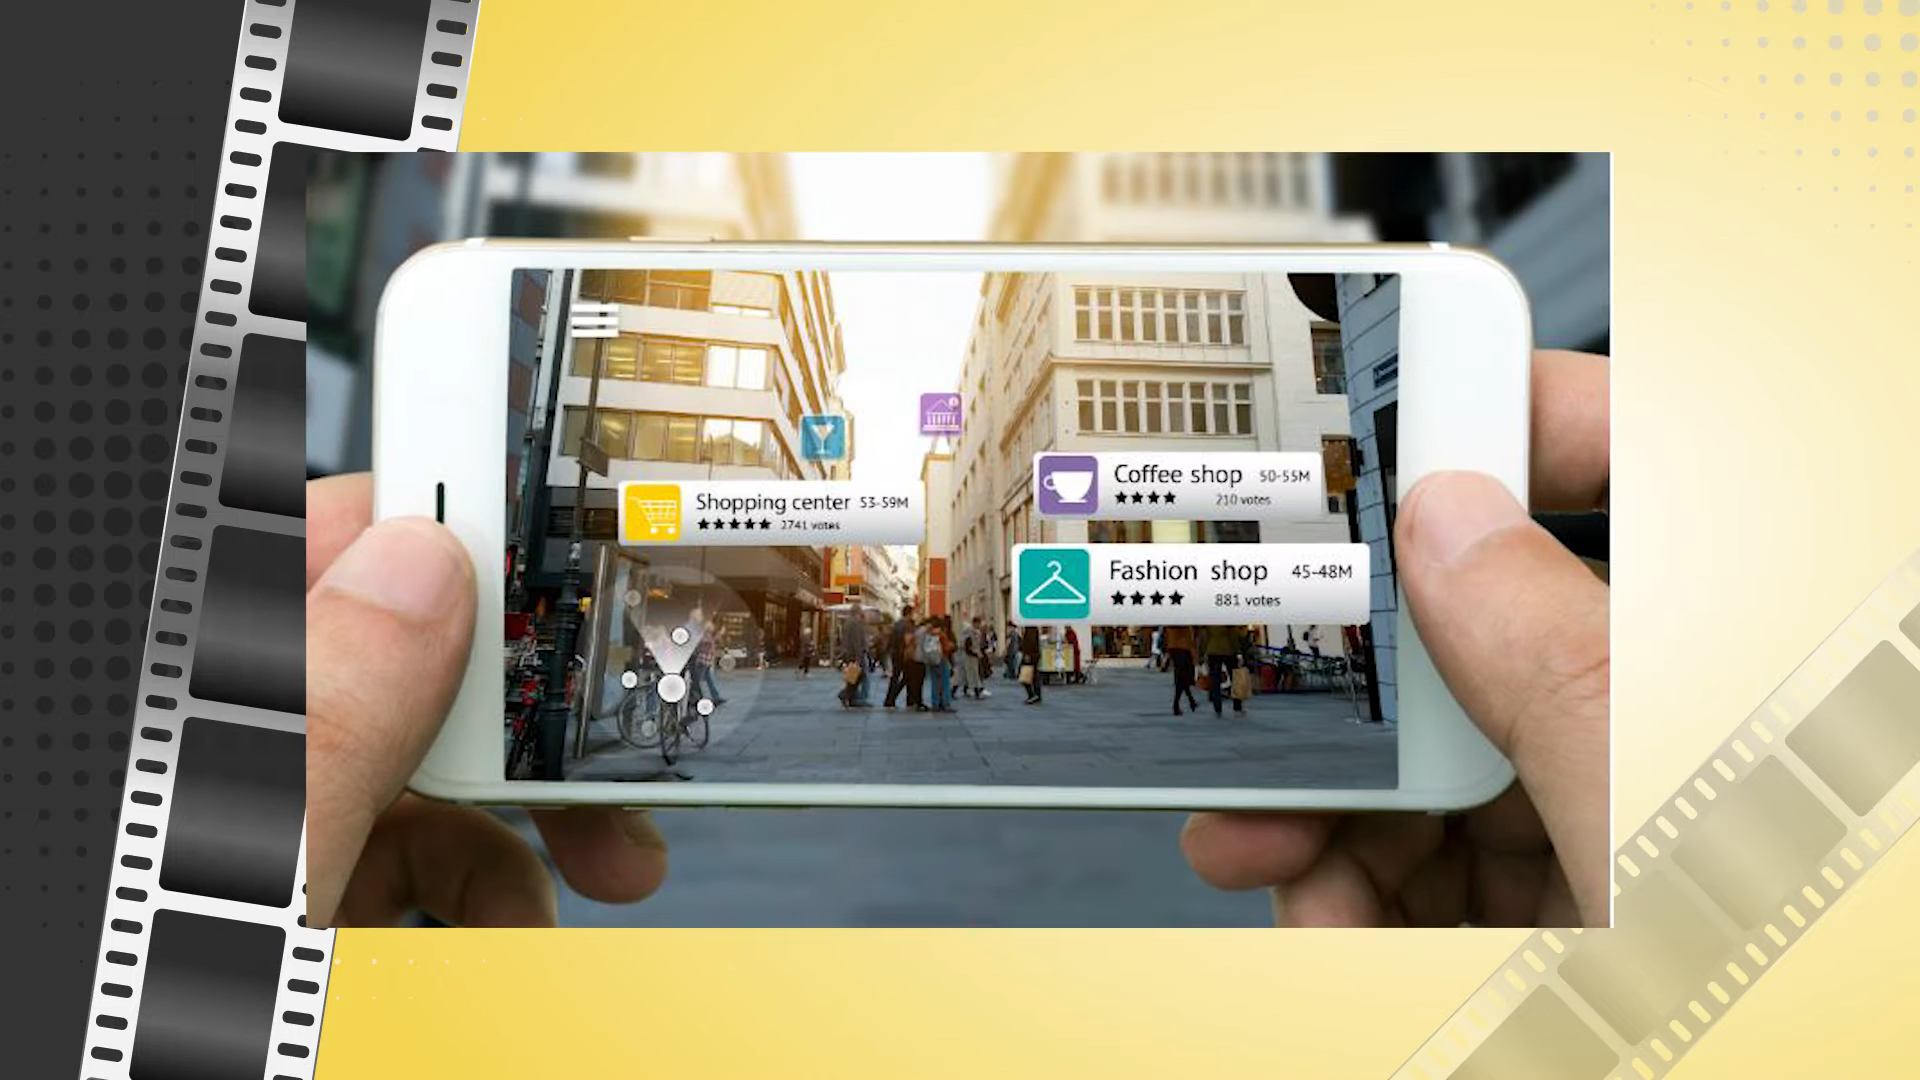 Shopping center 53-59M
2741 votes
Coffee shop 50-55M
210 votes
Fashion shop 45-48M
881 votes